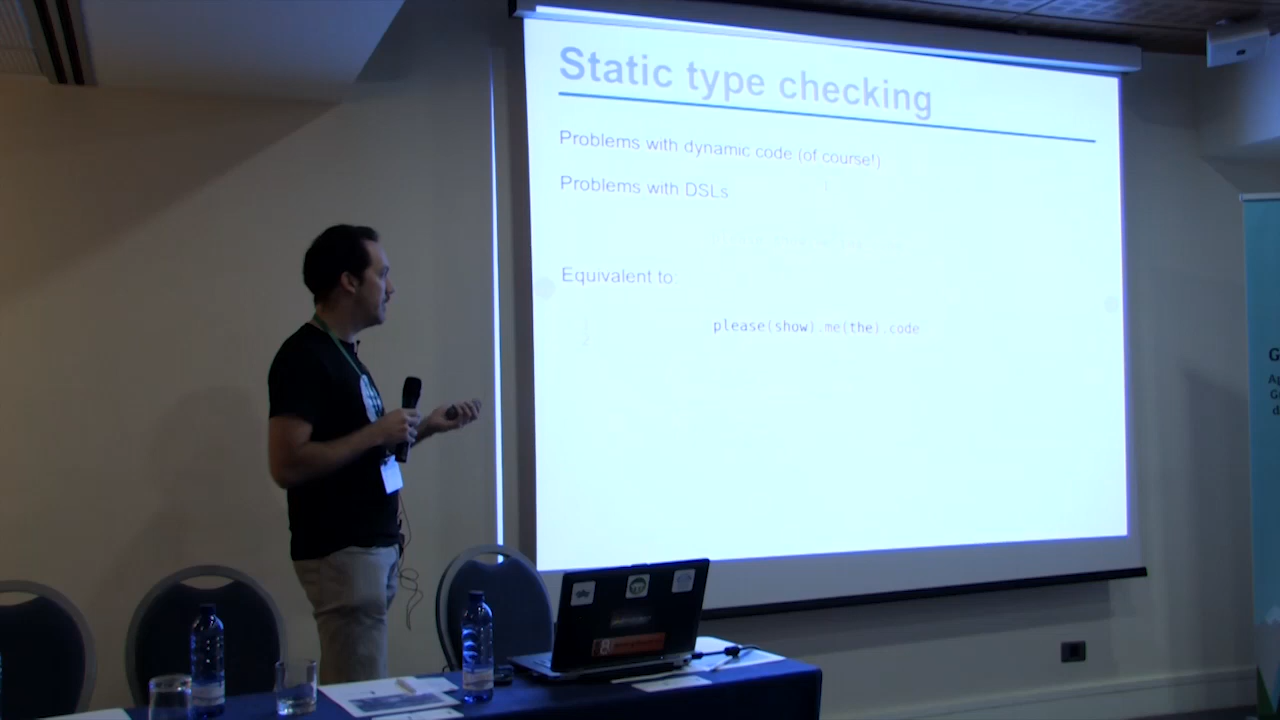 Static type checking
Problems with dynamic code (of course!)
Problems with DSLs
Equivalent to:
please(show).me(the).code